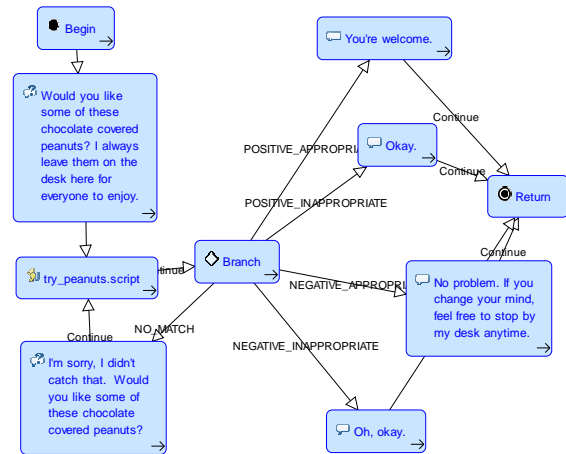 Begin
Would you like
some of these
chocolate covered
peanuts? I always
leave them on the
desk here for
everyone to enjoy.
try_peanuts.script
tinue
Branch
NO_MATCH
Continue
I'm sorry, I didn't
catch that.  Would
you like some of
these chocolate
covered peanuts?
POSITIVE_APPROPRIA
You're welcome.
Continue
POSITIVE_INAPPROPRIATE
Okay.
Continue
Return
NEGATIVE_APPROPRI
No problem. If you
change your mind,
feel free to stop by
my desk anytime.
Continue
NEGATIVE_INAPPROPRIATE
Oh, okay.